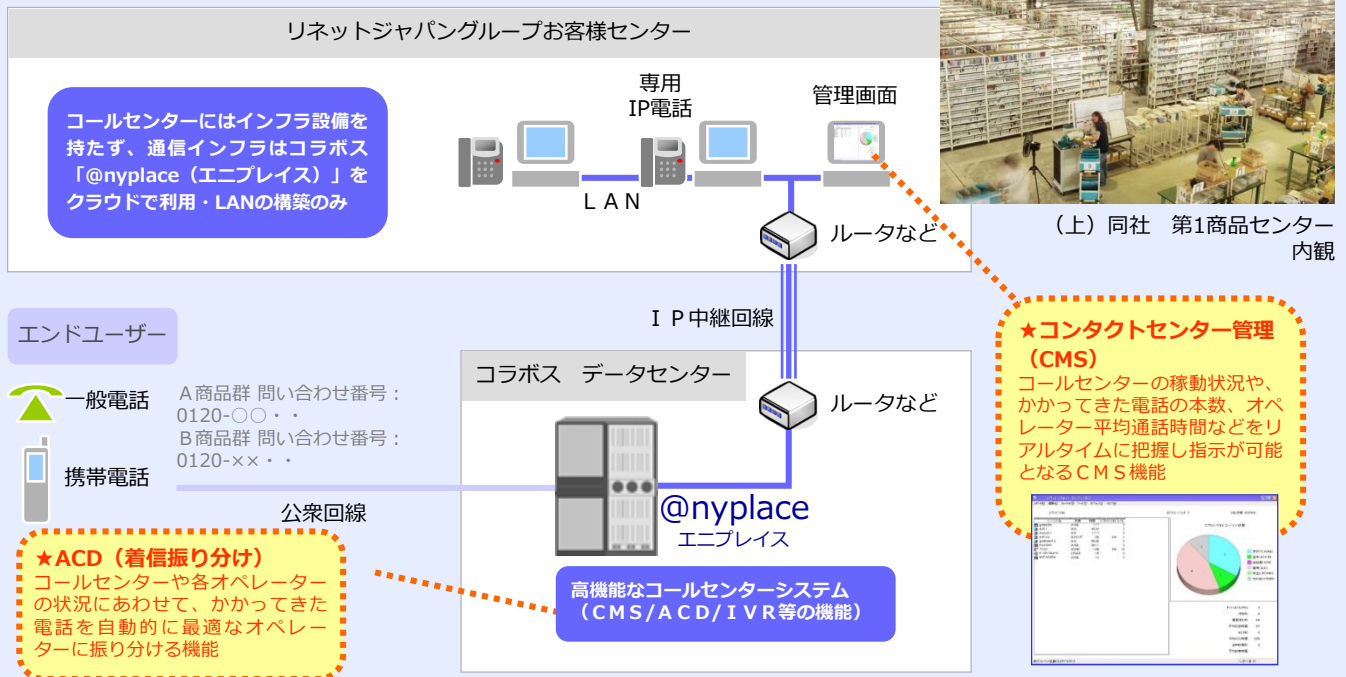 リネットジャパングループお客様センター
コールセンターにはインフラ設備を
持たず、通信インフラはコラボス
「@nyplace（エニプレイス）」を
クラウドで利用・LANの構築のみ
専用
IP電話
管理画面
ＬＡＮ
ルータなど
（上）同社　第1商品センター
内観
ＩＰ中継回線
エンドユーザー
一般電話
携帯電話
Ａ商品群 問い合わせ番号：
0120-○○・・
Ｂ商品群 問い合わせ番号：
0120-××・・
公衆回線
コラボス　データセンター
ルータなど
@nyplace
エニプレイス
高機能なコールセンターシステム
（ＣＭＳ/ＡＣＤ/ＩＶＲ等の機能）
★ACD（着信振り分け）
コールセンターや各オペレーター
の状況にあわせて、かかってきた
電話を自動的に最適なオペレー
ターに振り分ける機能
★コンタクトセンター管理
（CMS）
コールセンターの稼動状況や、
かかってきた電話の本数、オペ
レーター平均通話時間などをリ
アルタイムに把握し指示が可能
となるＣＭＳ機能